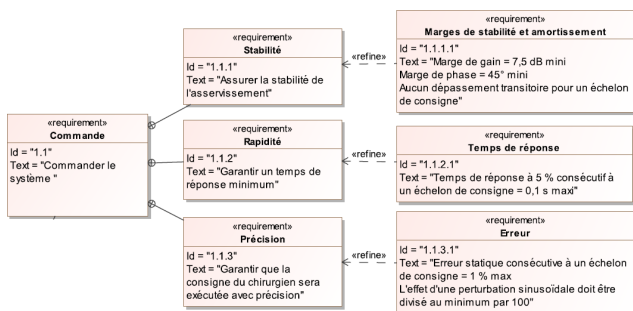 «requirement»
Commande
Id = "1.1"
Text = "Commander le
système "
«requirement»
Stabilité
Id = "1.1.1"
Text = "Assurer la stabilité de
l'asservissement"
«refine»
«requirement»
Marges de stabilité et amortissement
Id = "1.1.1.1"
Text = "Marge de gain = 7,5 dB mini
Marge de phase = 45° mini
Aucun dépassement transitoire pour un échelon
de consigne"
«requirement»
Rapidité
Id = "1.1.2"
Text = "Garantir un temps de
réponse minimum"
«refine»
«requirement»
Temps de réponse
Id = "1.1.2.1"
Text = "Temps de réponse à 5 % consécutif à
un échelon de consigne = 0,1 s maxi"
«requirement»
Précision
Id = "1.1.3"
Text = "Garantir que la
consigne du chirurgien sera
exécutée avec précision"
«refine»
«requirement»
Erreur
Id = "1.1.3.1"
Text = "Erreur statique consécutive à un échelon
de consigne = 1 % max
L'effet d'une perturbation sinusoïdale doit être
divisé au minimum par 100"